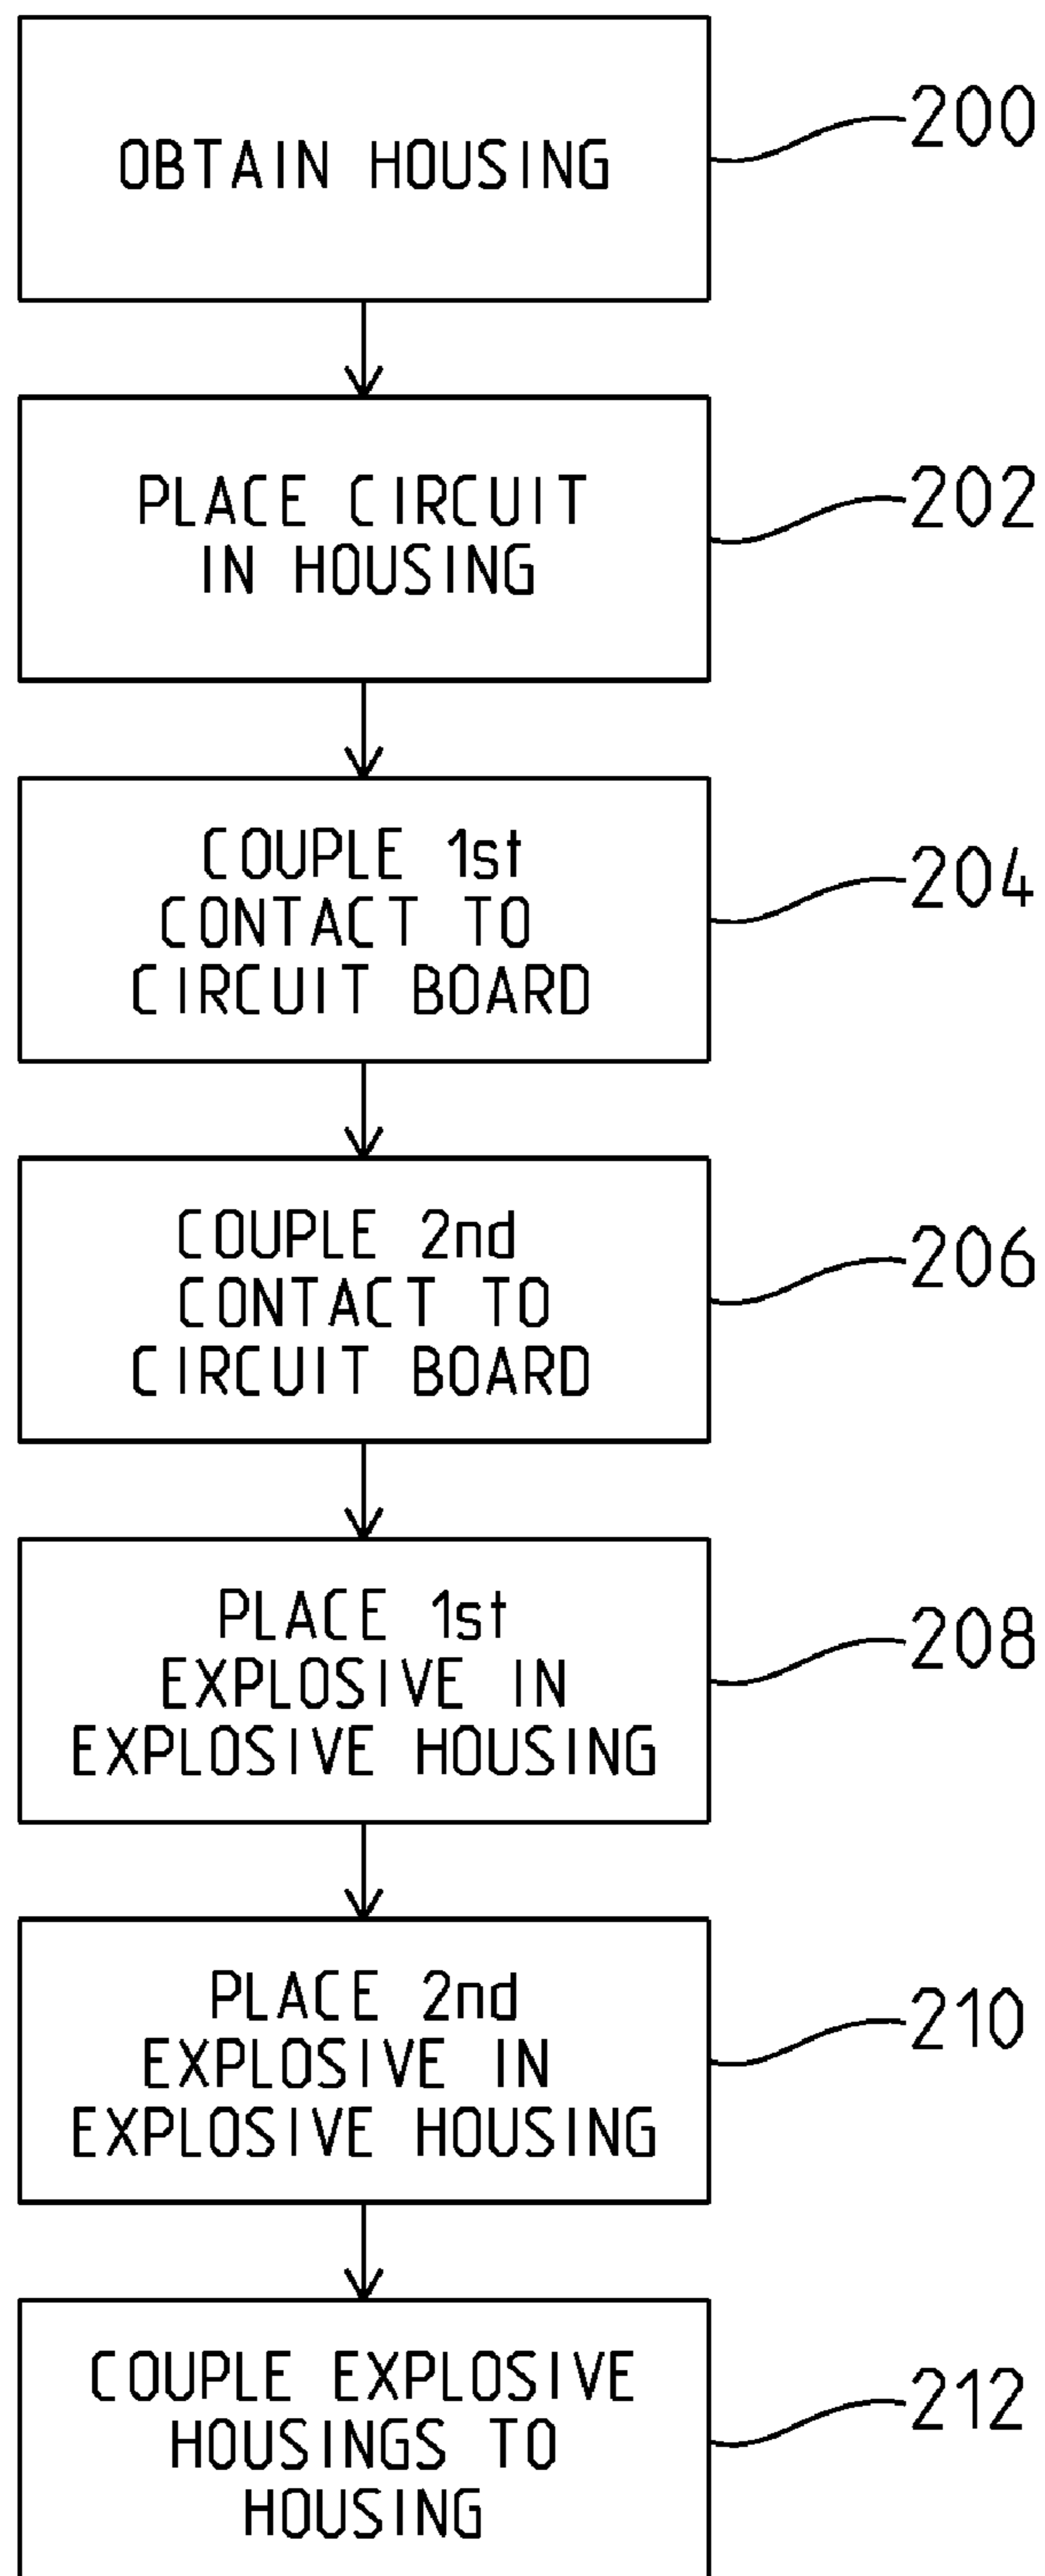 OBTAIN HOUSING
200
PLACE CIRCUIT
IN HOUSING
202
COUPLE 1st
CONTACT TO
CIRCUIT BOARD
204
COUPLE 2nd
CONTACT TO
CIRCUIT BOARD
206
PLACE 1st
EXPLOSIVE IN
EXPLOSIVE HOUSING
208
PLACE 2nd
EXPLOSIVE IN
EXPLOSIVE HOUSING
210
COUPLE EXPLOSIVE
HOUSINGS TO
HOUSING
212